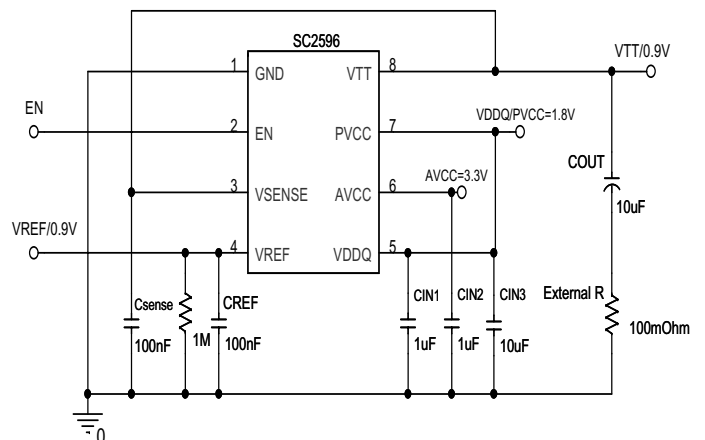 SC2596
VTT/0.9V
1
GND
VTT
8
EN
2
EN
PVCC
7
VDDQ/PVCC=1.8V
3
VSENSE
AVCC
6
AVCC=3.3V
COUT
10uF
VREF/0.9V
4
VREF
VDDQ
5
Csense
100nF
1M
CREF
100nF
CIN1
1uF
CIN2
1uF
CIN3
10uF
External R
100mOhm
0